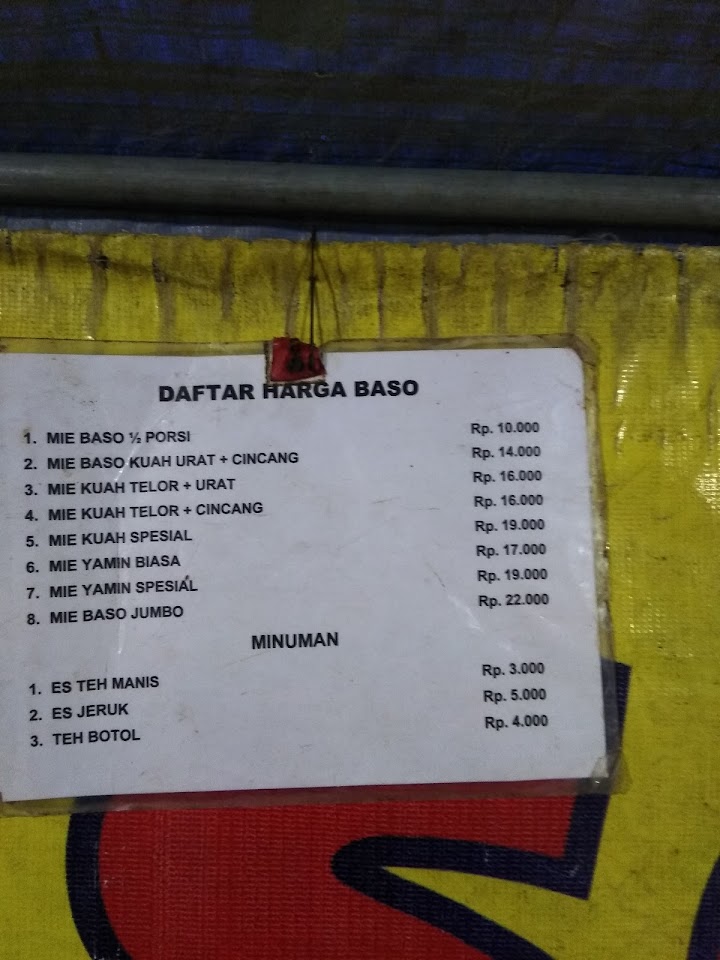 DAFTAR HARGA BASO
1. MIE BASO ½ PORSI Rp. 10.000
2. MIE BASO KUAH URAT + CINCANG Rp. 14.000
3. MIE KUAH TELOR + URAT Rp. 16.000
4. MIE KUAH TELOR + CINCANG Rp. 16.000
5. MIE KUAH SPESIAL Rp. 19.000
6. MIE YAMIN BIASA Rp. 17.000
7. MIE YAMIN SPESIAL Rp. 19.000
8. MIE BASO JUMBO Rp. 22.000
MINUMAN
1. ES TEH MANIS Rp. 3.000
2. ES JERUK Rp. 5.000
3. TEH BOTOL Rp. 4.000